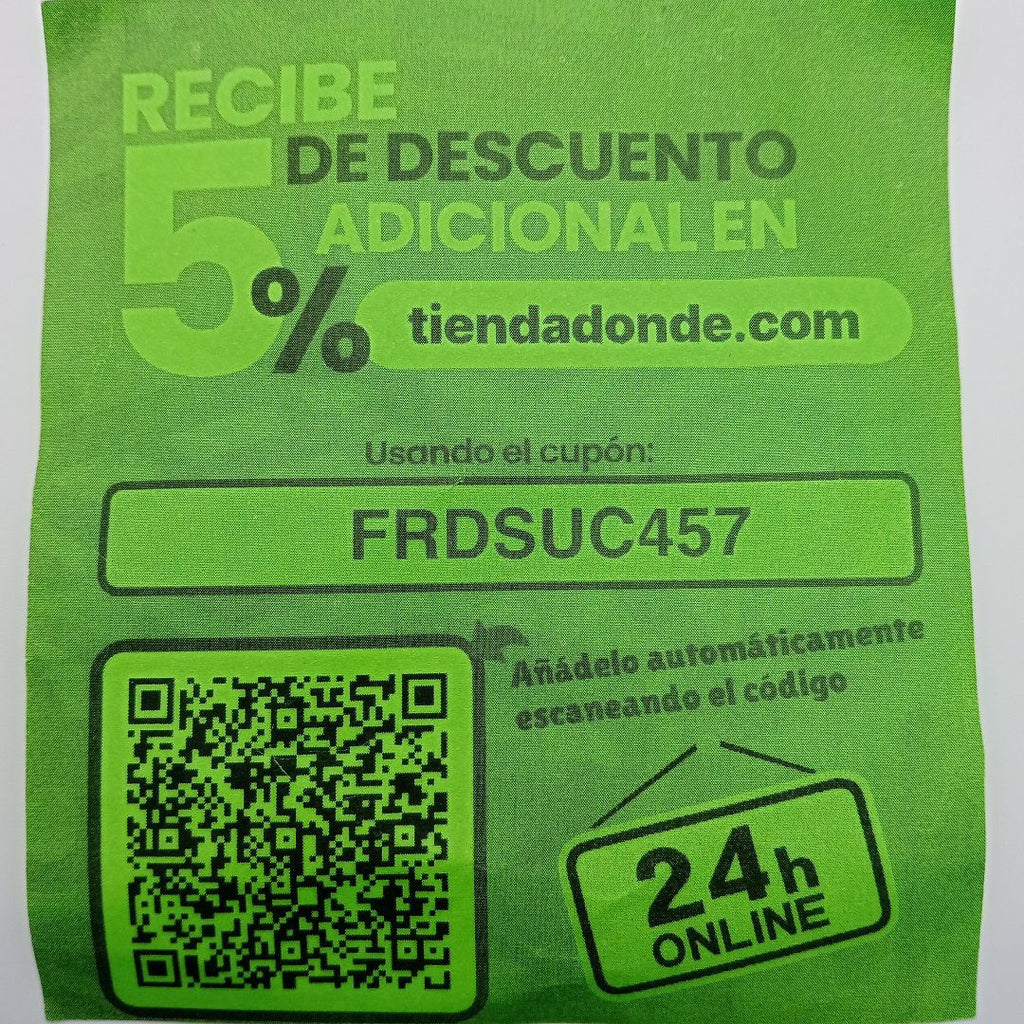 RECIBE
5% DE DESCUENTO
ADICIONAL EN
tiendadonde.com
Usando el cupón:
FRDSUC457
Añádelo automáticamente
escaneando el código
24h
ONLINE